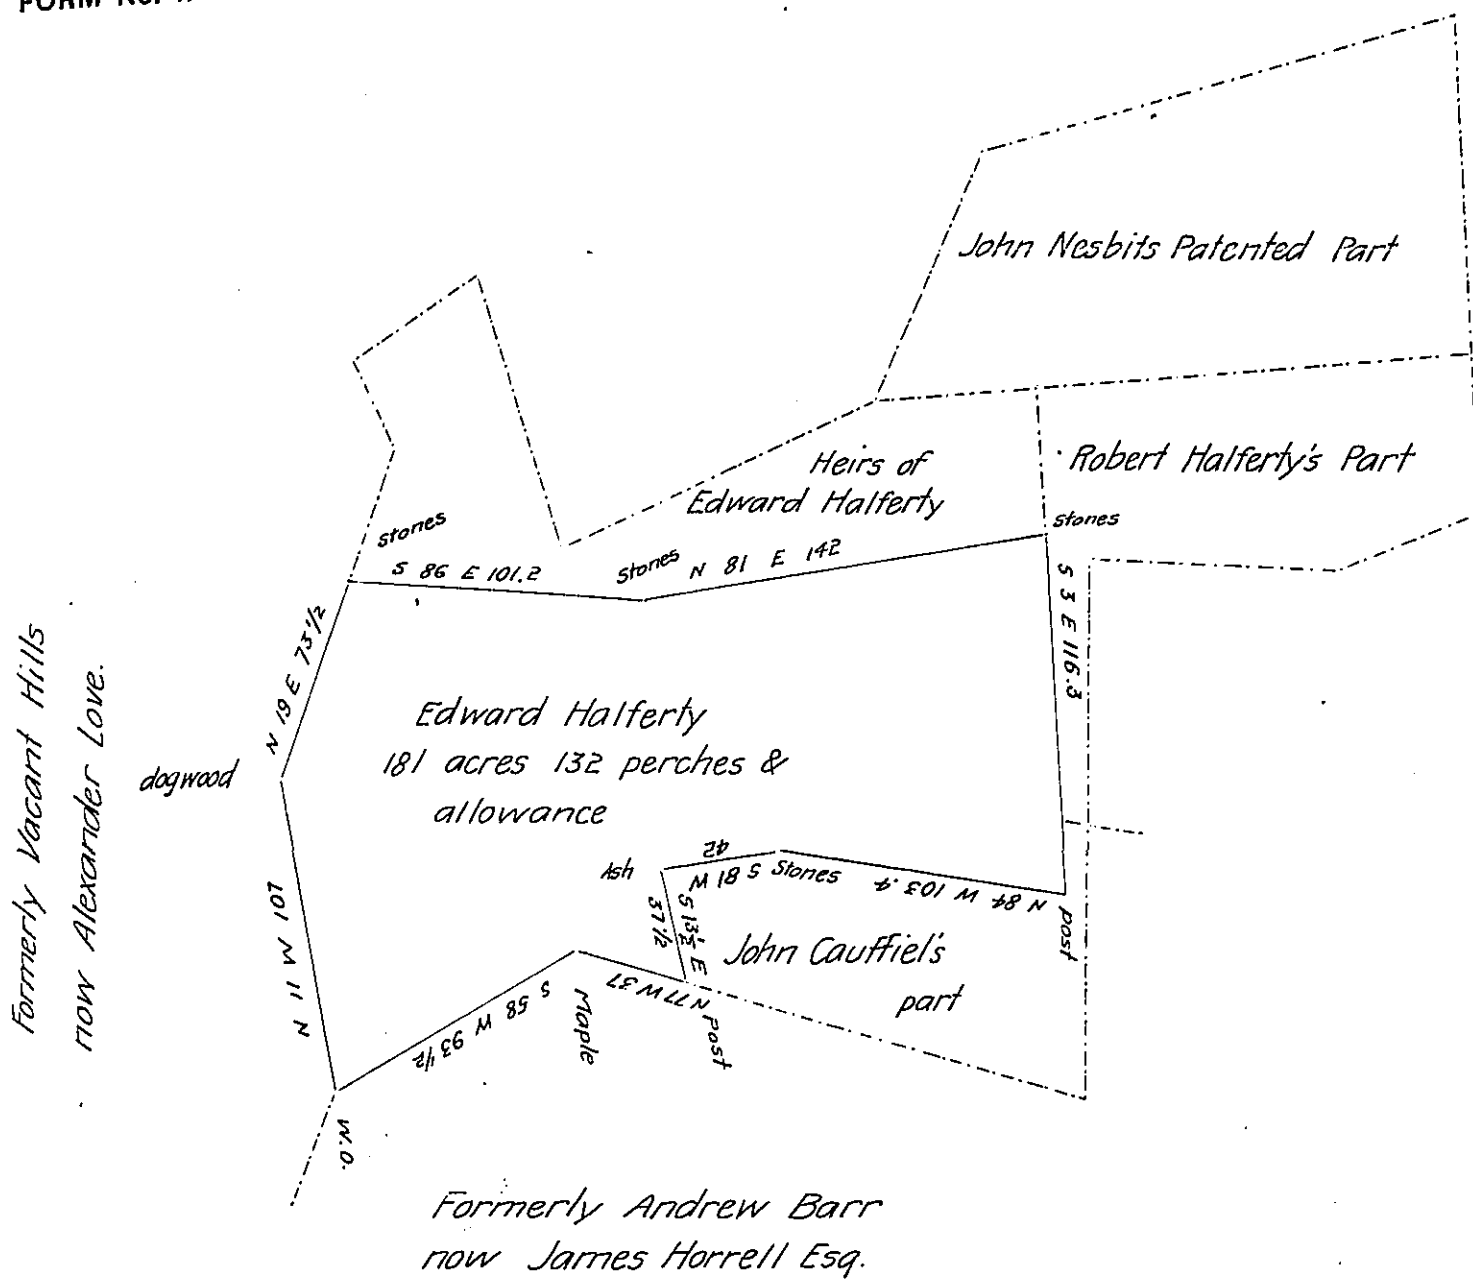 John Nesbits Patented Part
Heirs of
Edward Halferty
Robert Halferty's Part
stones
S 86 E 101.2
stones
N 81 E 142
stones
S 3 E 116.3
N 19 E 73½
Formerly Vacant Hills
now Alexander Love.
dogwood
Edward Halferty
181 acres 132 perches &
allowance
N 11 W 101
Ash
S 81 W
42
Stones
N 84 W 103.4
post
S 13½ E
37½
John Cauffiel's
part
N 77 W 37
Post
Maple
S 58 W 93½
W.O.
Formerly Andrew Barr
now James Horrell Esq.